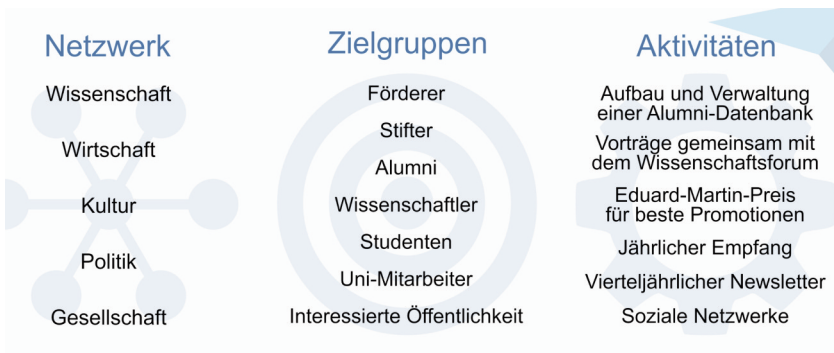 Netzwerk
Wissenschaft
Wirtschaft
Kultur
Politik
Gesellschaft
Zielgruppen
Förderer
Stifter
Alumni
Wissenschaftler
Studenten
Uni-Mitarbeiter
Interessierte Öffentlichkeit
Aktivitäten
Aufbau und Verwaltung
einer Alumni-Datenbank
Vorträge gemeinsam mit
dem Wissenschaftsforum
Eduard-Martin-Preis
für beste Promotionen
Jährlicher Empfang
Vierteljährlicher Newsletter
Soziale Netzwerke